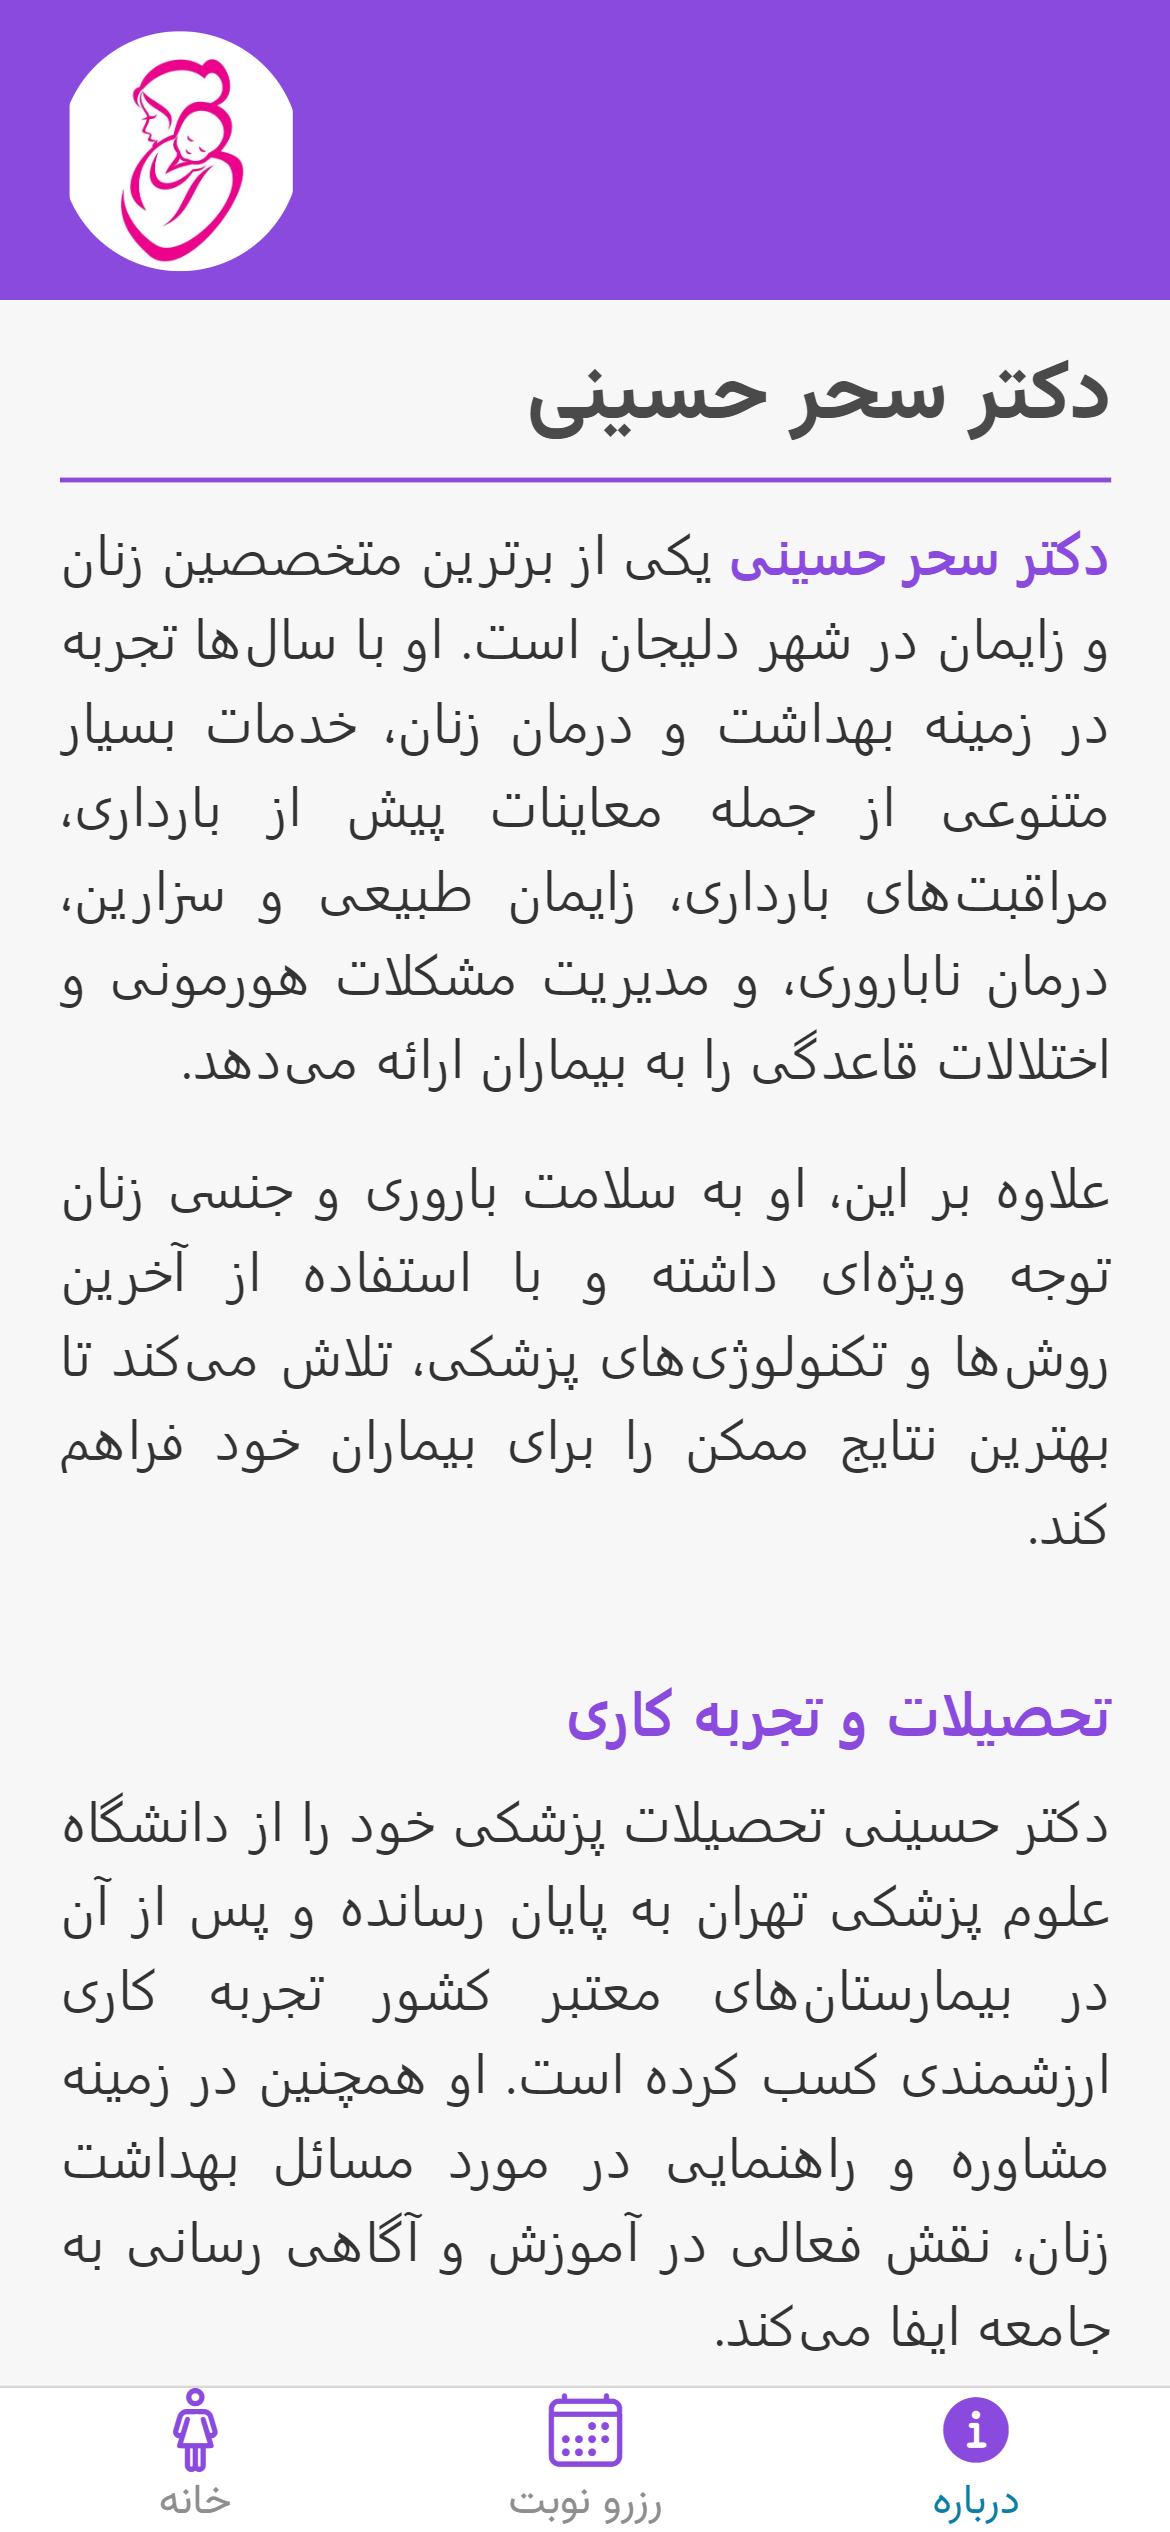 دکتر سحر حسینی
دکتر سحر حسینی یکی از برترین متخصصین زنان
و زایمان در شهر دلیجان است. او با سال‌ها تجربه
در زمینه بهداشت و درمان زنان، خدمات بسیار
متنوعی از جمله معاینات پیش از بارداری،
مراقبت‌های بارداری، زایمان طبیعی و سزارین،
درمان ناباروری، و مدیریت مشکلات هورمونی و
اختلالات قاعدگی را به بیماران ارائه می‌دهد.
علاوه بر این، او به سلامت باروری و جنسی زنان
توجه ویژه‌ای داشته و با استفاده از آخرین
روش‌ها و تکنولوژی‌های پزشکی، تلاش می‌کند تا
بهترین نتایج ممکن را برای بیماران خود فراهم
کند.
تحصیلات و تجربه کاری
دکتر حسینی تحصیلات پزشکی خود را از دانشگاه
علوم پزشکی تهران به پایان رسانده و پس از آن
در بیمارستان‌های معتبر کشور تجربه کاری
ارزشمندی کسب کرده است. او همچنین در زمینه
مشاوره و راهنمایی در مورد مسائل بهداشت
زنان، نقش فعالی در آموزش و آگاهی رسانی به
جامعه ایفا می‌کند.
درباره
رزرو نوبت
خانه